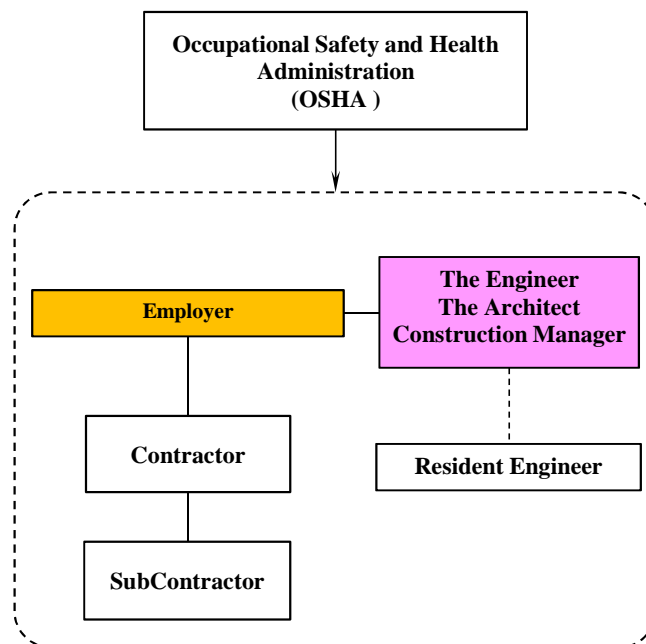 Occupational Safety and Health
Administration
(OSHA )
The Engineer
The Architect
Construction Manager
Employer
Contractor
Resident Engineer
SubContractor